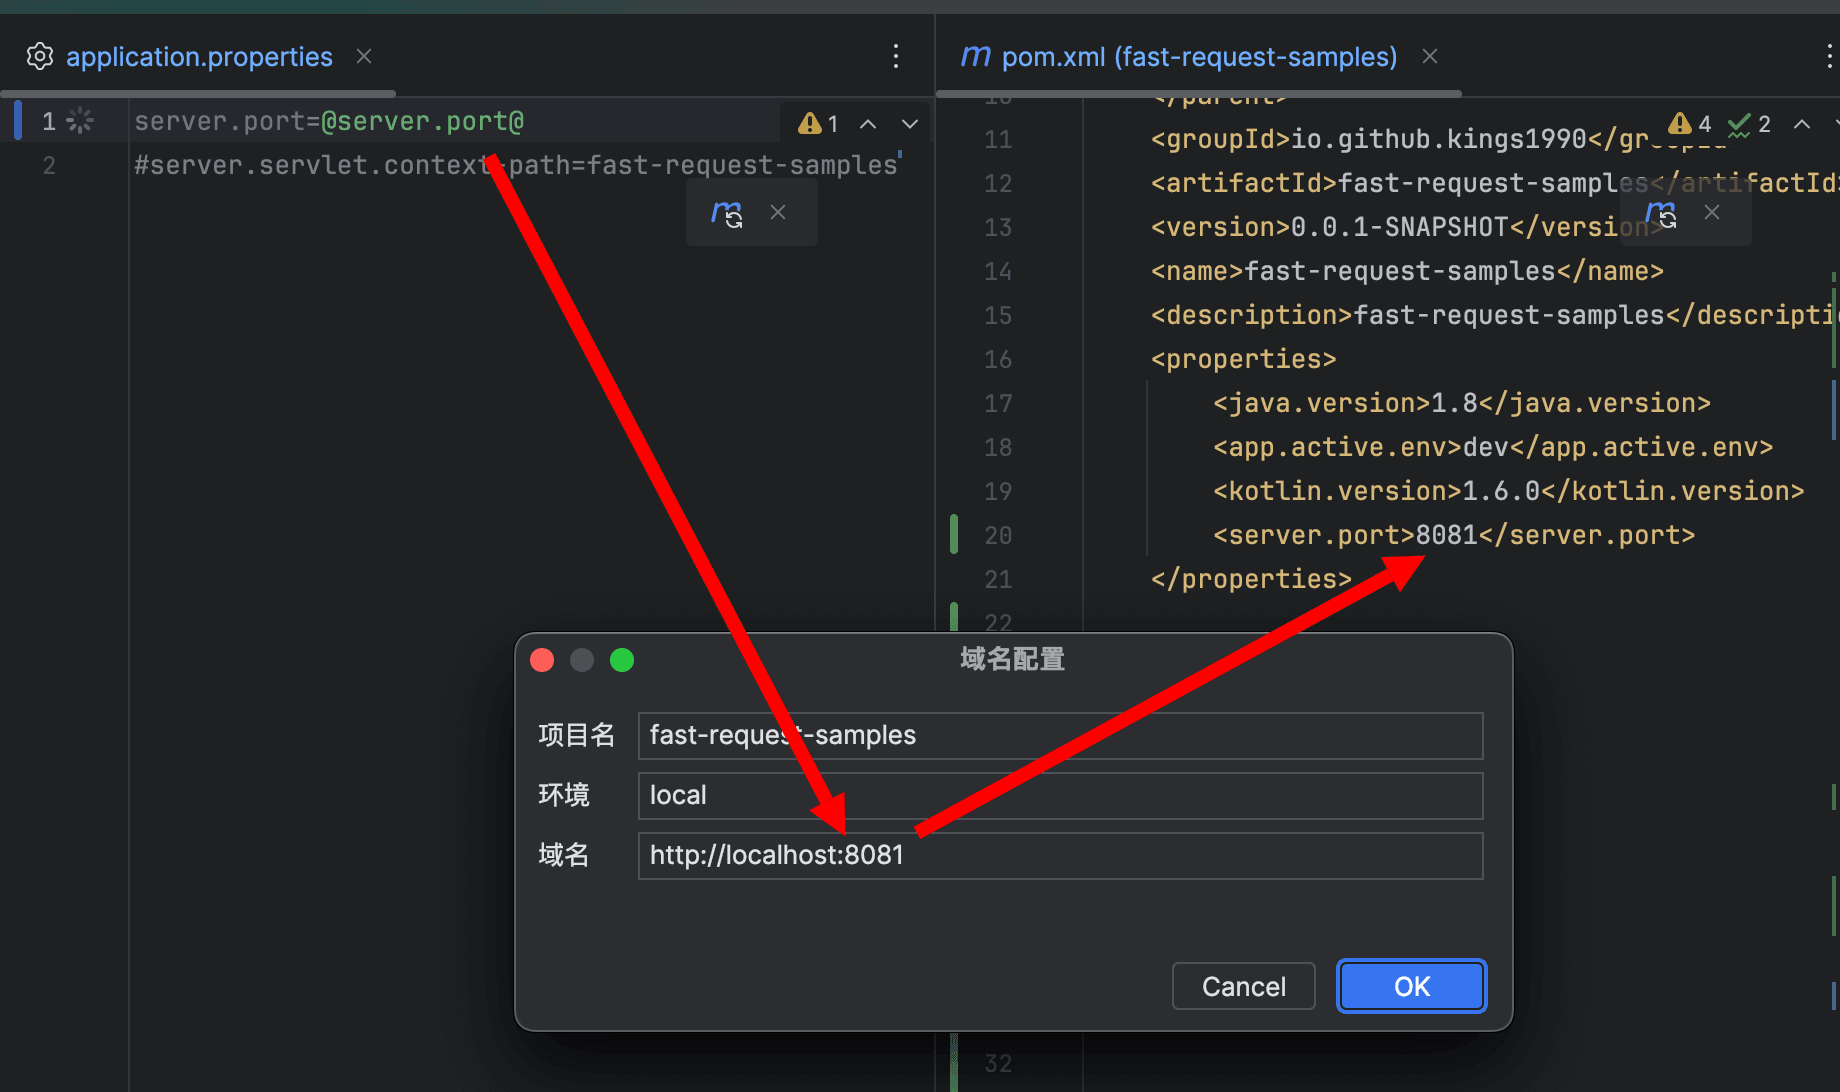 application.properties
1 server.port=@server.port@
1
2 #server.servlet.context-path=fast-request-samples
pom.xml (fast-request-samples)
10 </parent>
4 2
11 <groupId>io.github.kings1990</groupId>
12 <artifactId>fast-request-samples</artifactId>
13 <version>0.0.1-SNAPSHOT</version>
14 <name>fast-request-samples</name>
15 <description>fast-request-samples</descripti
16 <properties>
17 <java.version>1.8</java.version>
18 <app.active.env>dev</app.active.env>
19 <kotlin.version>1.6.0</kotlin.version>
20 <server.port>8081</server.port>
21 </properties>
22
域名配置
项目名 fast-request-samples
环境 local
域名 http://localhost:8081
Cancel OK
32